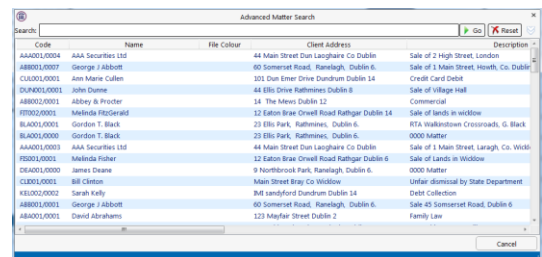 Advanced Matter Search
Search: Go Reset
Code Name File Colour Client Address Description
AAA001/0004 AAA Securities Ltd 44 Main Street Dun Laoghaire Co Dublin Sale of 2 High Street, London
ABB001/0007 George J Abbott 60 Somerset Road, Ranelagh, Dublin 6. Sale of 1 Main Street, Howth, Co. Dublin
CUL001/0001 Ann Marie Cullen 101 Dun Emer Drive Dundrum Dublin 14 Credit Card Debit
DUN001/0001 John Dunne 44 Ellis Drive Rathmines Dublin 8 Sale of Village Hall
ABB002/0001 Abbey & Procter 14 The Mews Dublin 12 Commercial
FIT002/0001 Melinda FitzGerald 12 Eaton Brae Orwell Road Rathgar Dublin 14 Sale of lands in wicklow
BLA001/0001 Gordon T. Black 23 Ellis Park, Rathmines, Dublin 6. RTA Walkinstown Crossroads, G. Black
BLA001/0000 Gordon T. Black 23 Ellis Park, Rathmines, Dublin 6. 0000 Matter
AAA001/0003 AAA Securities Ltd 44 Main Street Dun Laoghaire Co Dublin Sale of 1 Main Street, Laragh, Co. Wickl
FIS001/0001 Melinda Fisher 12 Eaton Brae Orwell Road Rathgar Dublin 6 Sale of Lands in Wicklow
DEA001/0000 James Deane 9 Northbrook Park, Ranelagh, Dublin 6. 0000 Matter
CLI001/0001 Bill Clinton Main Street Bray Co Wicklow Unfair dismissal by State Department
KEL002/0002 Sarah Kelly IMI sandyford Dundrum Dublin 14 Debt Collection
ABB001/0001 George J Abbott 60 Somerset Road, Ranelagh, Dublin 6. Sale 45 Somserset Road, Dublin 6
ABA001/0001 David Abrahams 123 Mayfair Street Dublin 2 Family Law
Cancel